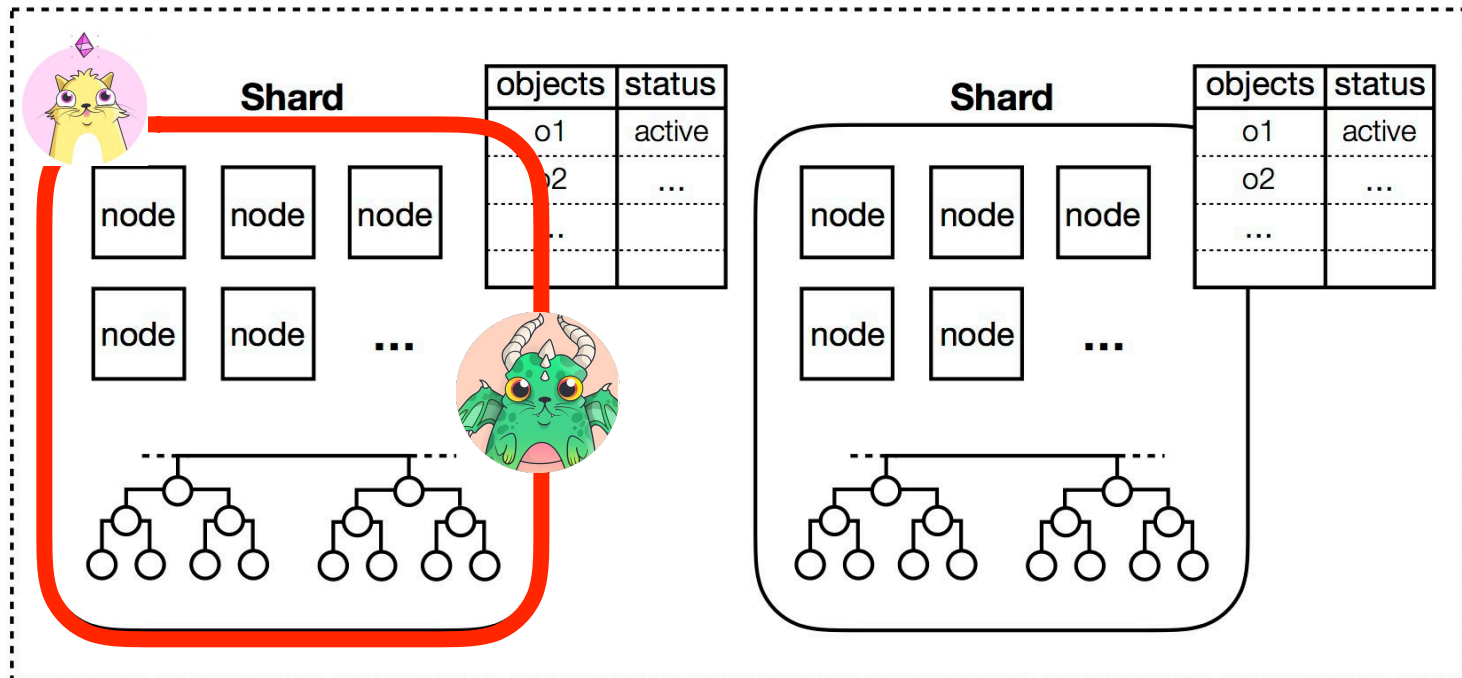 Shard
objects status
o1 active
o2 ...
..
node node node
node node ...
Shard
objects status
o1 active
o2 ...
...
node node node
node node ...